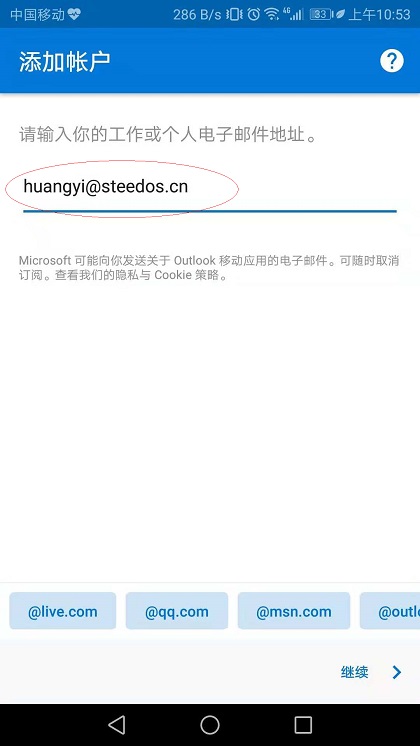 中国移动 286 B/s 4G 33 上午10:53
添加帐户
?
请输入你的工作或个人电子邮件地址。
huangyi@steedos.cn
Microsoft 可能向你发送关于 Outlook 移动应用的电子邮件。可随时取消
订阅。查看我们的隐私与 Cookie 策略。
@live.com @qq.com @msn.com @outlo
继续